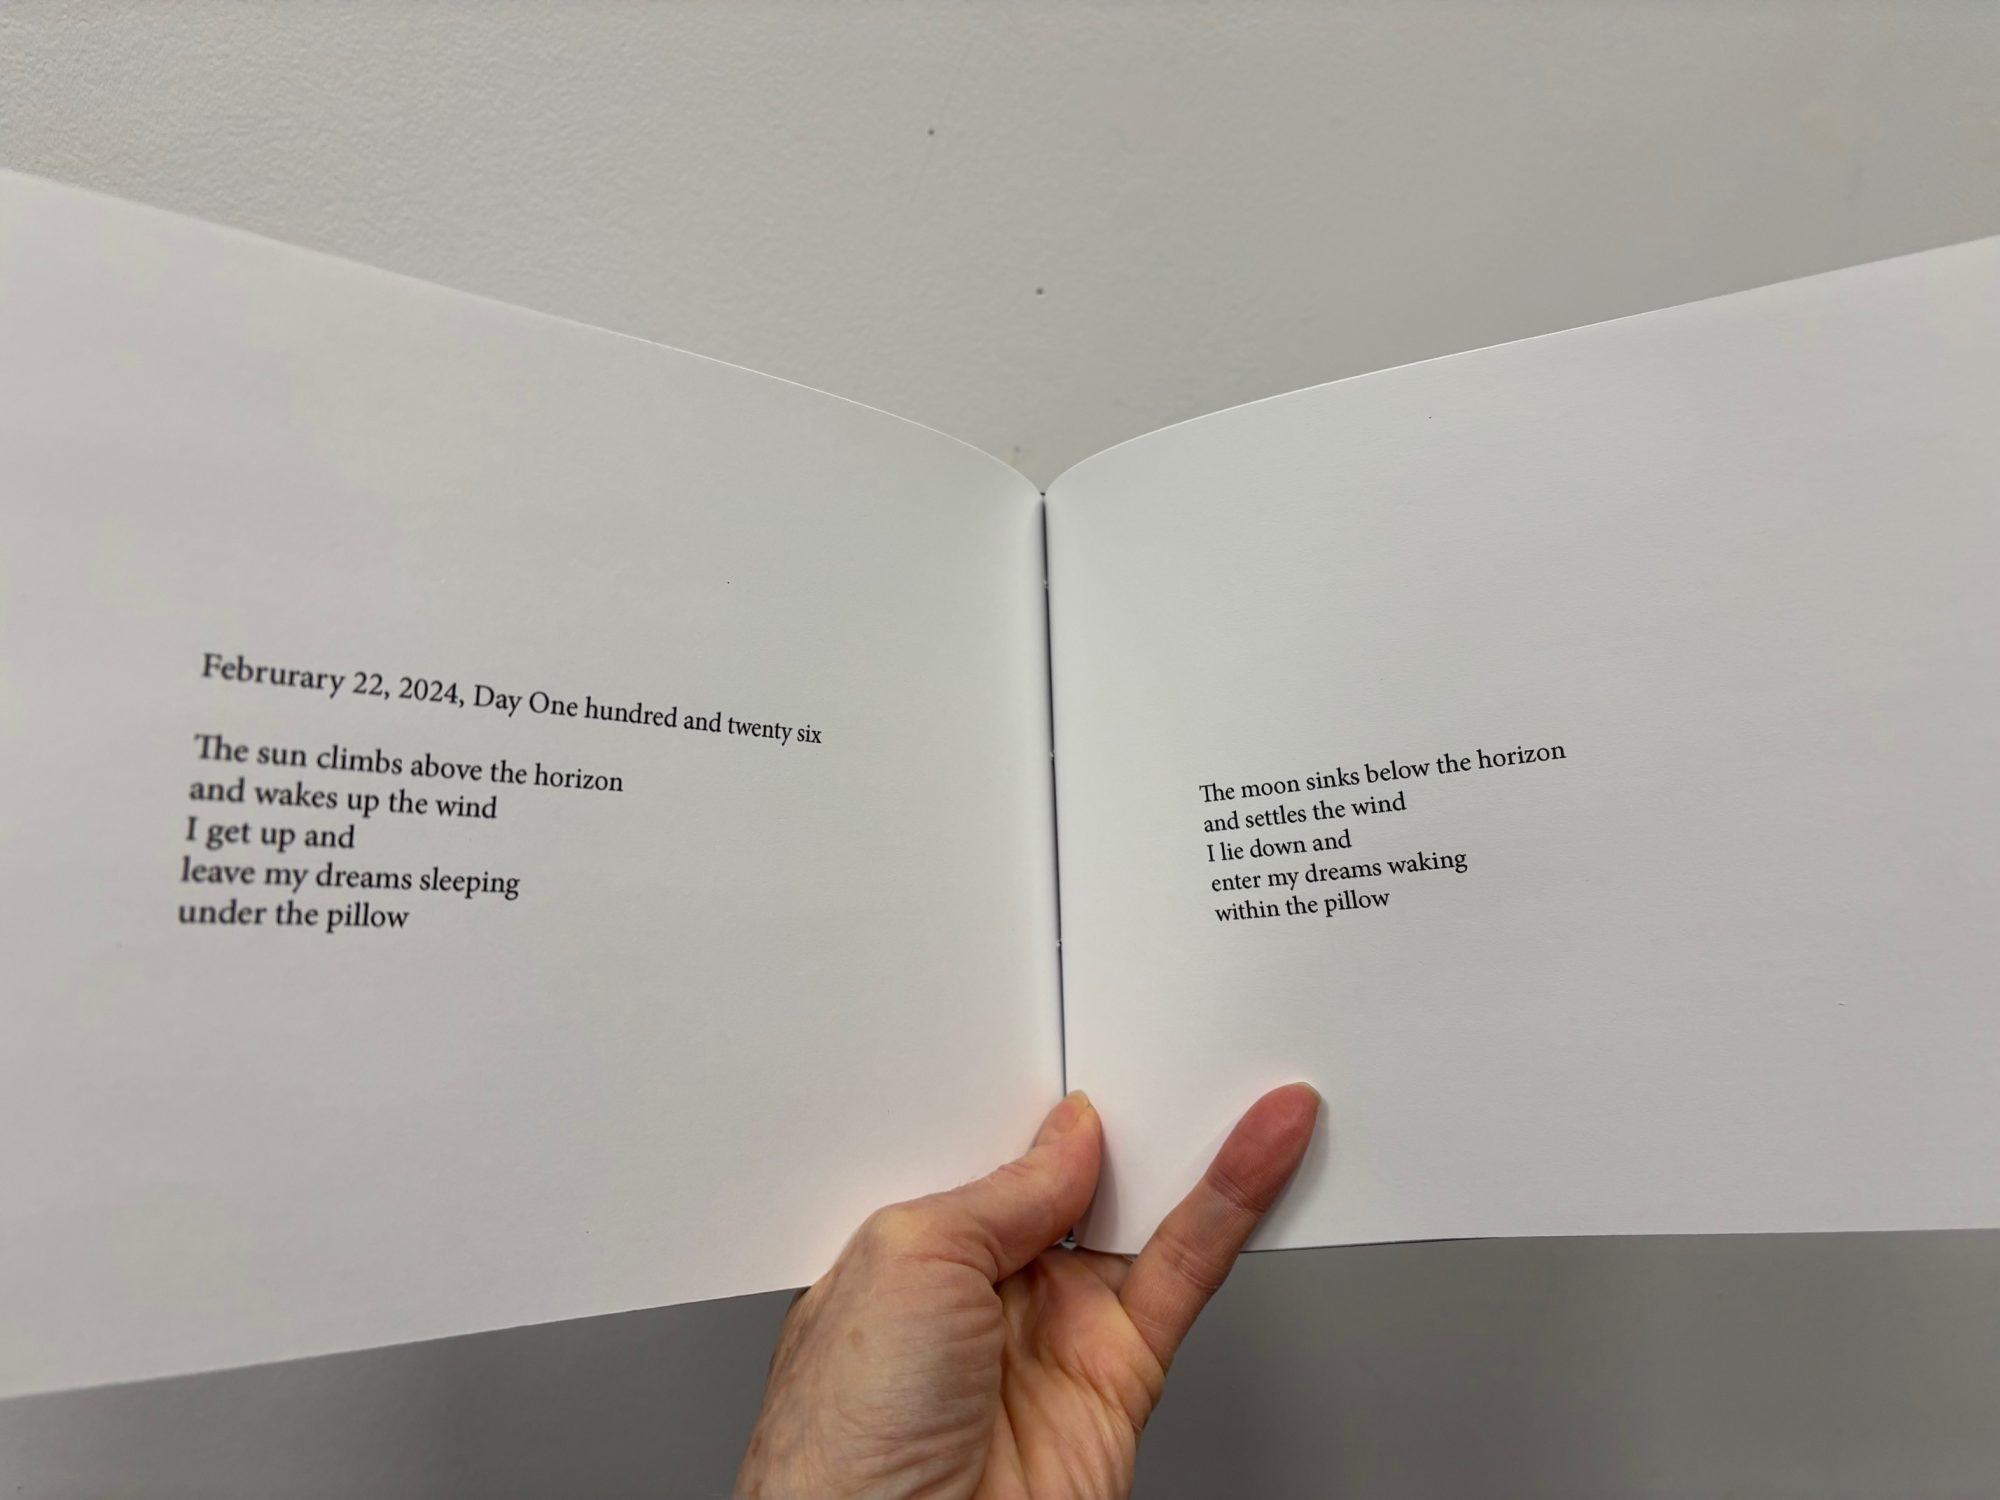 Februrary 22, 2024, Day One hundred and twenty six
The sun climbs above the horizon
and wakes up the wind
I get up and
leave my dreams sleeping
under the pillow
The moon sinks below the horizon
and settles the wind
I lie down and
enter my dreams waking
within the pillow